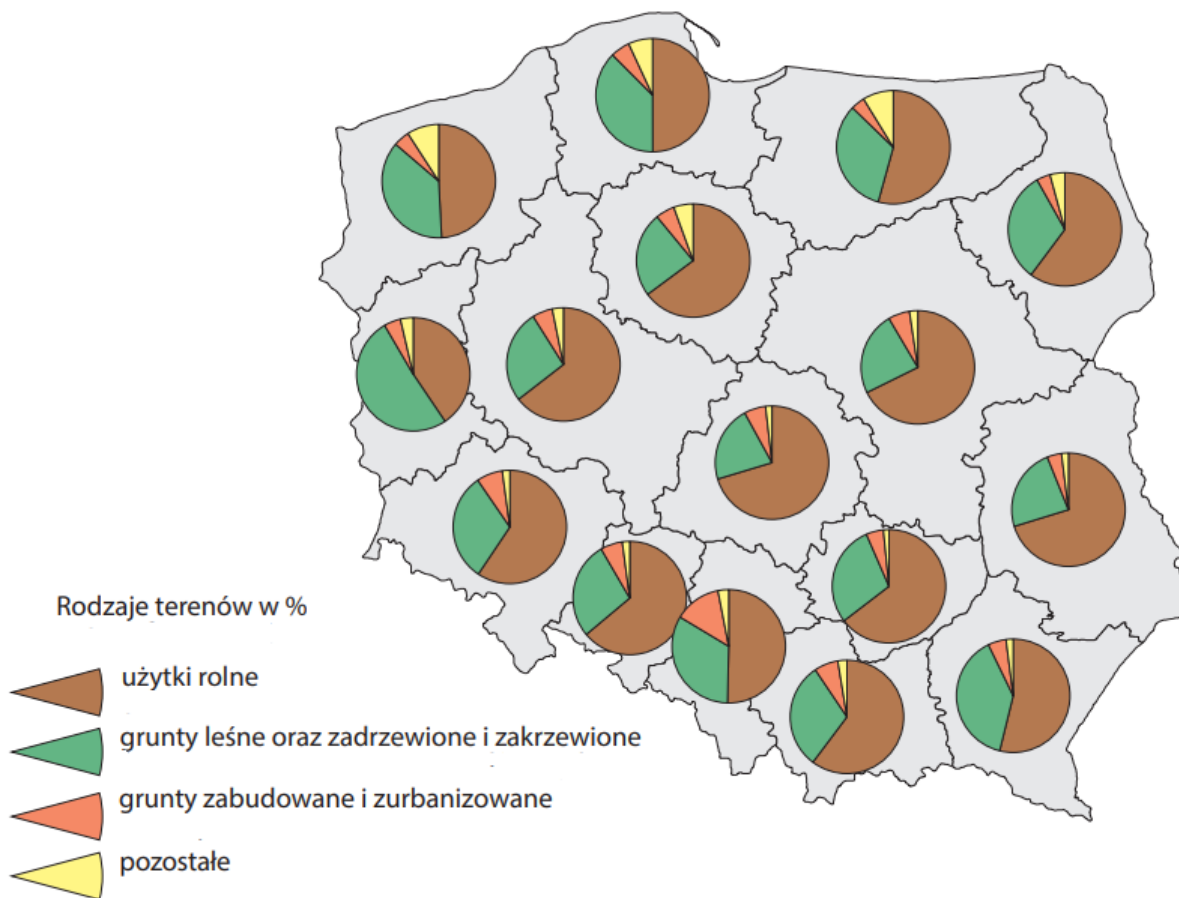 Rodzaje terenów w %
użytki rolne
grunty leśne oraz zadrzewione i zakrzewione
grunty zabudowane i zurbanizowane
pozostałe